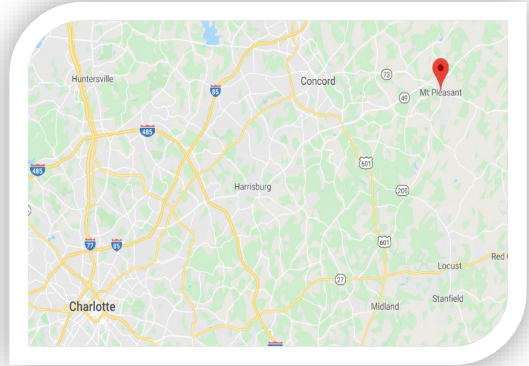 Huntersville
Concord
73
85
49
Mt Pleasant
485
601
485
Harrisburg
200
77
85
601
Locust
Red
27
Charlotte
Midland
Stanfield